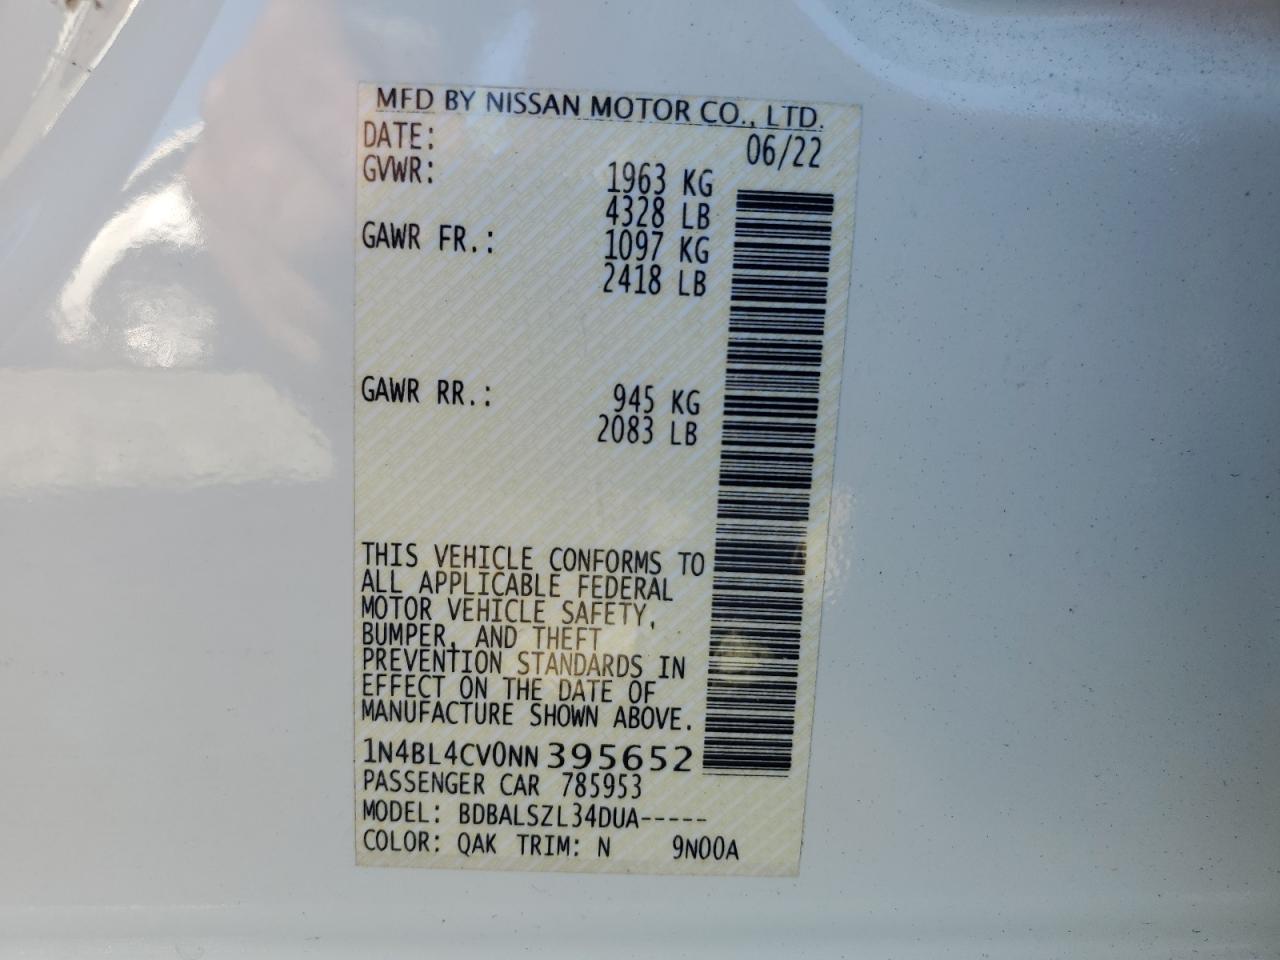 MFD BY NISSAN MOTOR CO., LTD.
DATE: 06/22
GVWR: 1963 KG
4328 LB
GAWR FR.: 1097 KG
2418 LB
GAWR RR.: 945 KG
2083 LB
THIS VEHICLE CONFORMS TO
ALL APPLICABLE FEDERAL
MOTOR VEHICLE SAFETY,
BUMPER, AND THEFT
PREVENTION STANDARDS IN
EFFECT ON THE DATE OF
MANUFACTURE SHOWN ABOVE.
1N4BL4CV0NN395652
PASSENGER CAR 785953
MODEL: BDBALSZL34DUA-----
COLOR: QAK TRIM: N 9N00A